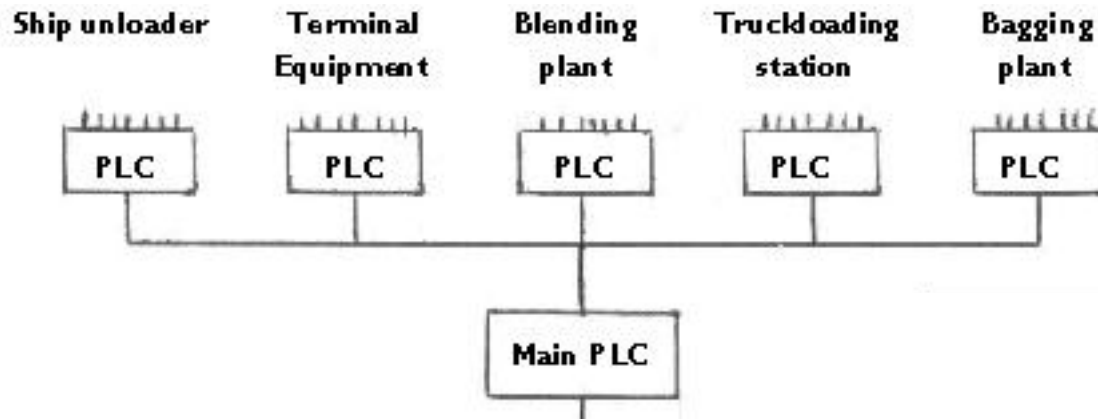 Ship unloader
Terminal
Equipment
Blending
plant
Truckloading
station
Bagging
plant
PLC
PLC
PLC
PLC
PLC
Main PLC